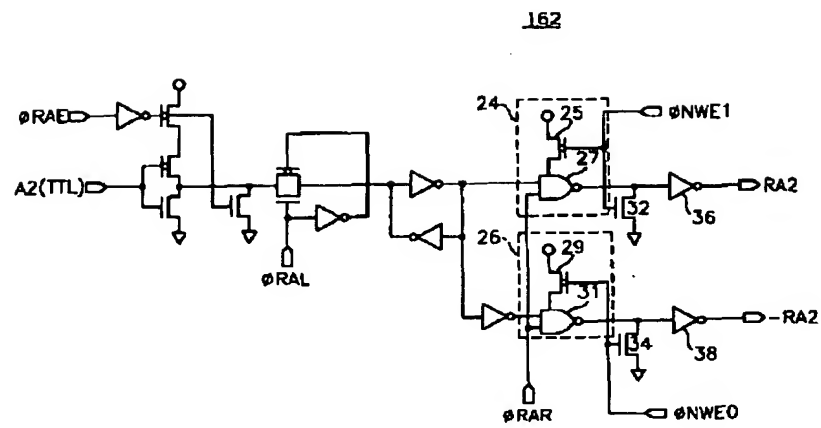 162
24
25
øNWE1
øRAE
27
A2(TTL)
RA2
32
36
26
29
øRAL
31
-RA2
34
38
øRAR
øNWE0